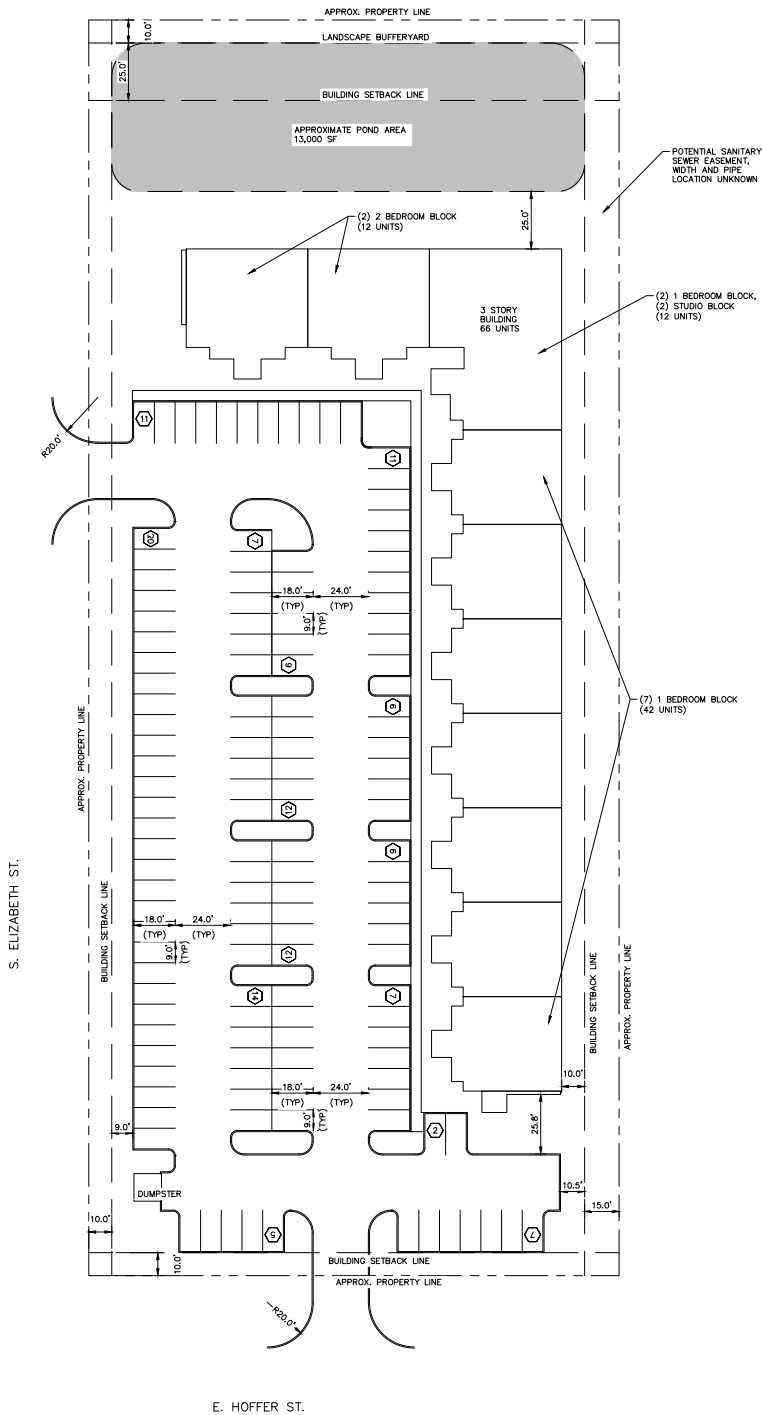 APPROX. PROPERTY LINE
10.0'
LANDSCAPE BUFFERYARD
25.0'
BUILDING SETBACK LINE
APPROXIMATE POND AREA
13,000 SF
POTENTIAL SANITARY
SEWER EASEMENT,
WIDTH AND PIPE
LOCATION UNKNOWN
25.0'
(2) 2 BEDROOM BLOCK
(12 UNITS)
(2) 1 BEDROOM BLOCK,
(2) STUDIO BLOCK
(12 UNITS)
3 STORY
BUILDING
66 UNITS
R20.0'
11
11
30
7
18.0'
24.0'
(TYP)
(TYP)
9.0'
(TYP)
9
6
(7) 1 BEDROOM BLOCK
(42 UNITS)
APPROX. PROPERTY LINE
12
6
S. ELIZABETH ST.
BUILDING SETBACK LINE
18.0'
24.0'
(TYP)
(TYP)
9.0'
(TYP)
12
14
7
BUILDING SETBACK LINE
APPROX. PROPERTY LINE
18.0'
24.0'
(TYP)
(TYP)
9.0'
(TYP)
10.0'
25.8'
9.0'
2
DUMPSTER
10.5'
15.0'
10.0'
5
7
10.0'
BUILDING SETBACK LINE
APPROX. PROPERTY LINE
R20.0'
E. HOFFER ST.